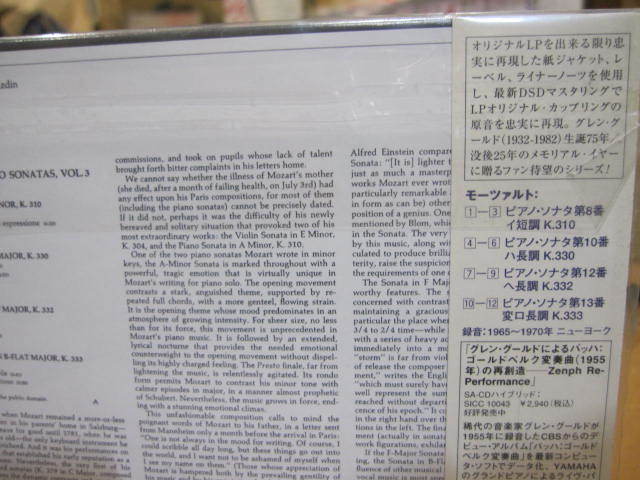 adin
O SONATAS, VOL.3
NOR, K. 310
expressione
MAJOR, K. 330
MAJOR, K. 332
B-FLAT MAJOR, K. 333
the public domain. A
when Mozart remained a more-or-less
commissions, and took on pupils whose lack of talent
brought forth bitter complaints in his letters home.
We cannot say whether the illness of Mozart's mother
(she died, after a month of failing health, on July 3rd) had
any effect upon his Paris compositions, for most of them
(including the piano sonatas) cannot be precisely dated.
If it did not, perhaps it was the difficulty of his newly
bereaved and solitary situation that provoked two of his
most extraordinary works: the Violin Sonata in E Minor,
K. 304, and the Piano Sonata in A Minor, K. 310.
One of the two piano sonatas Mozart wrote in minor
keys, the A-Minor Sonata is marked throughout with a
powerful, tragic emotion that is virtually unique in
Mozart's writing for piano solo. The opening movement
contrasts a stark, anguished theme, supported by re-
peated full chords, with a more genteel, flowing strain.
It is the opening theme whose mood predominates in an
atmosphere of growing intensity. For sheer size, no less
than for its force, this movement is unprecedented in
Mozart's piano music. It is followed by an extended,
lyrical nocturne that provides the needed emotional
counterweight to the opening movement without dispel-
ling its highly charged feeling. The Presto finale, far from
lightening the music, is relentlessly agitated. Its rondo
form permits Mozart to contrast his minor tone with
calmer episodes in major, in a manner almost prophetic
of Schubert. Nevertheless, the music grows in force, end-
ing with a stunning emotional climax.
This unfathomable composition calls to mind the
poignant words of Mozart to his father, in a letter sent
from Mannheim only a month before the arrival in Paris:
"One is not always in the mood for writing. Of course, I
could scribble all day long, but these things go out into
the world, and I want not to be ashamed of myself when
I see my name on them." (Those whose appreciation of
Mozart is hampered both by the prevailing gentility of
Alfred Einstein compare
Sonata: "[It is] lighter t
just as much a masterpi
works Mozart ever wrot
particularly remarkable
in form as can be) other
position of a genius. One
mentioned by Blom, whic
in the Sonata. The very
by this music, along wi
culated to produce brillia
terity, raise the suspicion
the requirements of one o
The Sonata in F Majo
worthy features. The s
concerned with contrasts
maintaining a gracious
particular the place wher
3/4 to 2/4 time—while
with a series of heavy ac
immediately into a mo
"storm" is far from viol
of release the composer
ment," writes the Englis
"which must surely have
well represent the sum
reached without departi
cence of his epoch." It co
in the right hand over th
tions in the left. The thir
ment (actually in sonata
work figurations, exhilara
If the F-Major Sonata
オリジナルLPを出来る限り忠
実に再現した紙ジャケット、レ
ーベル、ライナーノーツを使用
し、最新DSDマスタリングで
LPオリジナル・カップリングの
原音を忠実に再現。グレン・グ
ールド(1932-1982)生誕75年/
没後25年のメモリアル・イヤー
に贈るファン待望のシリーズ!
モーツァルト:
1―3 ピアノ・ソナタ第8番
イ短調 K.310
4―6 ピアノ・ソナタ第10番
ハ長調 K.330
7―9 ピアノ・ソナタ第12番
ヘ長調 K.332
10―12 ピアノ・ソナタ第13番
変ロ長調 K.333
録音:1965~1970年 ニューヨーク
「グレン・グールドによるバッハ:
ゴールドベルク変奏曲(1955
年)の再創造――Zenph Re-
Performance」
SA-CDハイブリッド:
SICC 10043 ¥2,940(税込)
好評発売中
稀代の音楽家グレン・グールドが
1955年に録音したCBSからのデ
ビュー・アルバム「バッハ:ゴールド
ベルク変奏曲」を最新コンピュー
タ・ソフトでデータ化。YAMAHA
のグランドピアノによるライヴ・パ